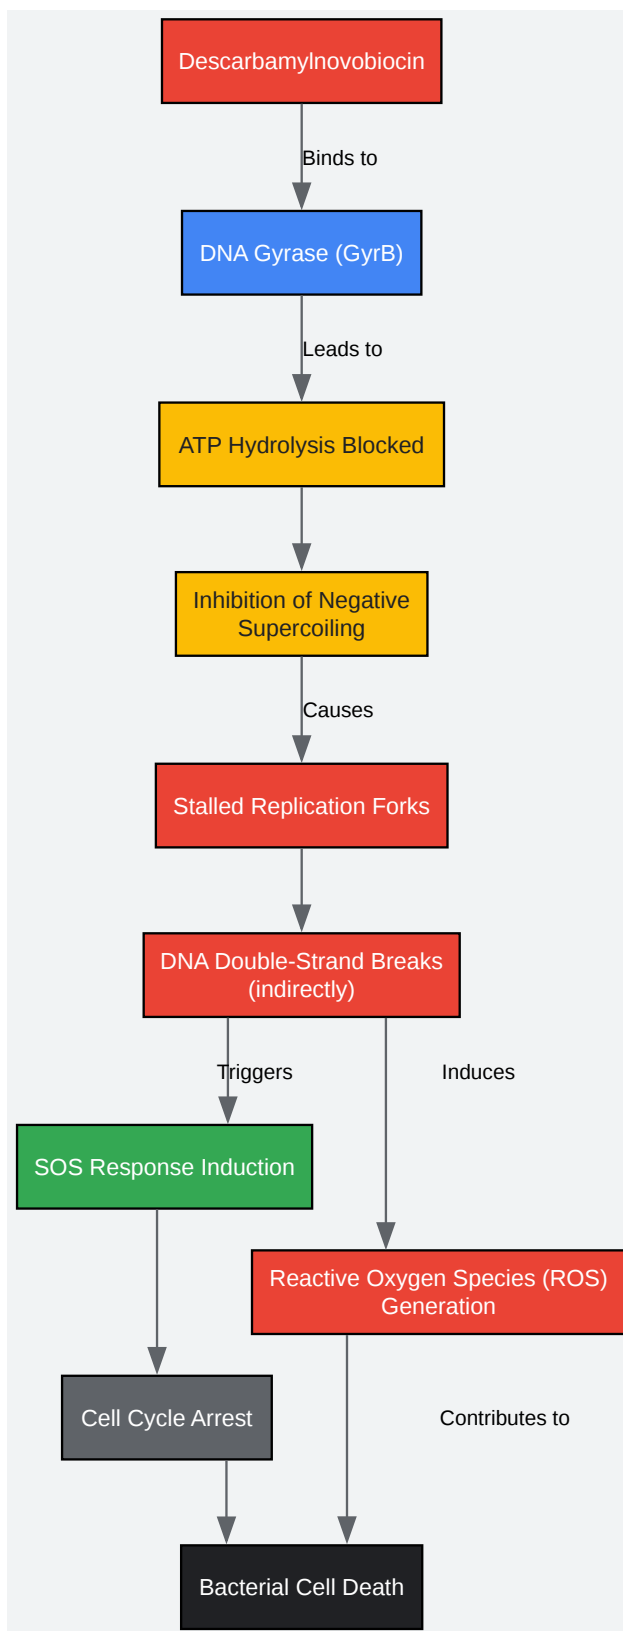 Descarbamylnovobiocin
Binds to
DNA Gyrase (GyrB)
Leads to
ATP Hydrolysis Blocked
Inhibition of Negative
Supercoiling
Causes
Stalled Replication Forks
DNA Double-Strand Breaks
(indirectly)
Triggers
Induces
SOS Response Induction
Reactive Oxygen Species (ROS)
Generation
Cell Cycle Arrest
Contributes to
Bacterial Cell Death